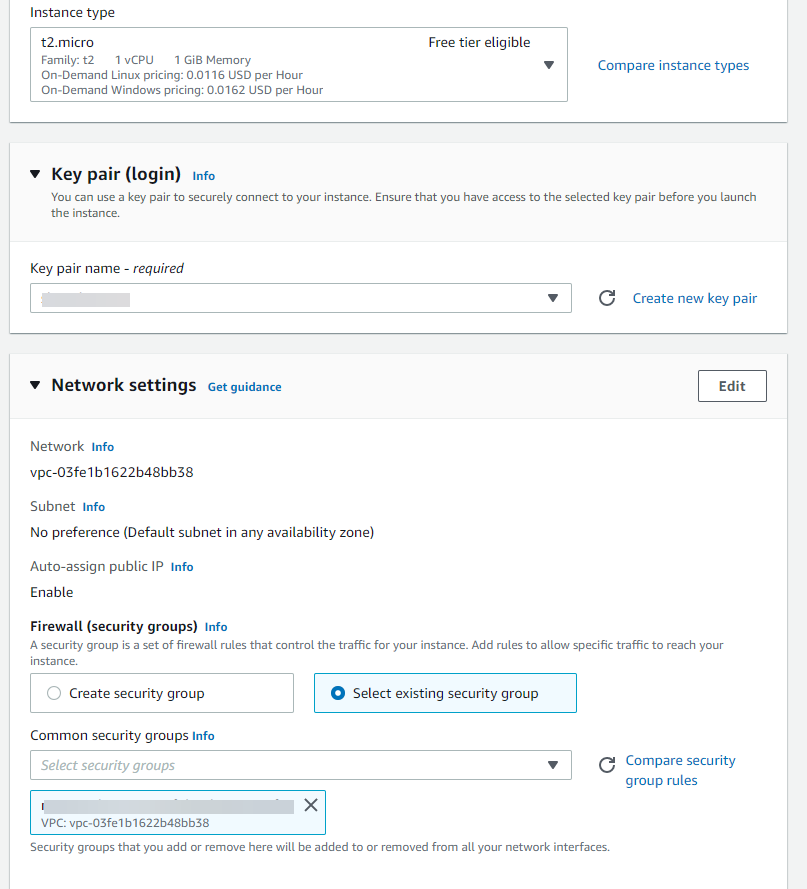 Instance type
t2.micro Free tier eligible
Family: t2 1 vCPU 1 GiB Memory
On-Demand Linux pricing: 0.0116 USD per Hour
On-Demand Windows pricing: 0.0162 USD per Hour
Compare instance types
Key pair (login) Info
You can use a key pair to securely connect to your instance. Ensure that you have access to the selected key pair before you launch
the instance.
Key pair name - required
Create new key pair
Network settings Get guidance
Edit
Network Info
vpc-03fe1b1622b48bb38
Subnet Info
No preference (Default subnet in any availability zone)
Auto-assign public IP Info
Enable
Firewall (security groups) Info
A security group is a set of firewall rules that control the traffic for your instance. Add rules to allow specific traffic to reach your
instance.
Create security group
Select existing security group
Common security groups Info
Select security groups
Compare security
group rules
VPC: vpc-03fe1b1622b48bb38
Security groups that you add or remove here will be added to or removed from all your network interfaces.